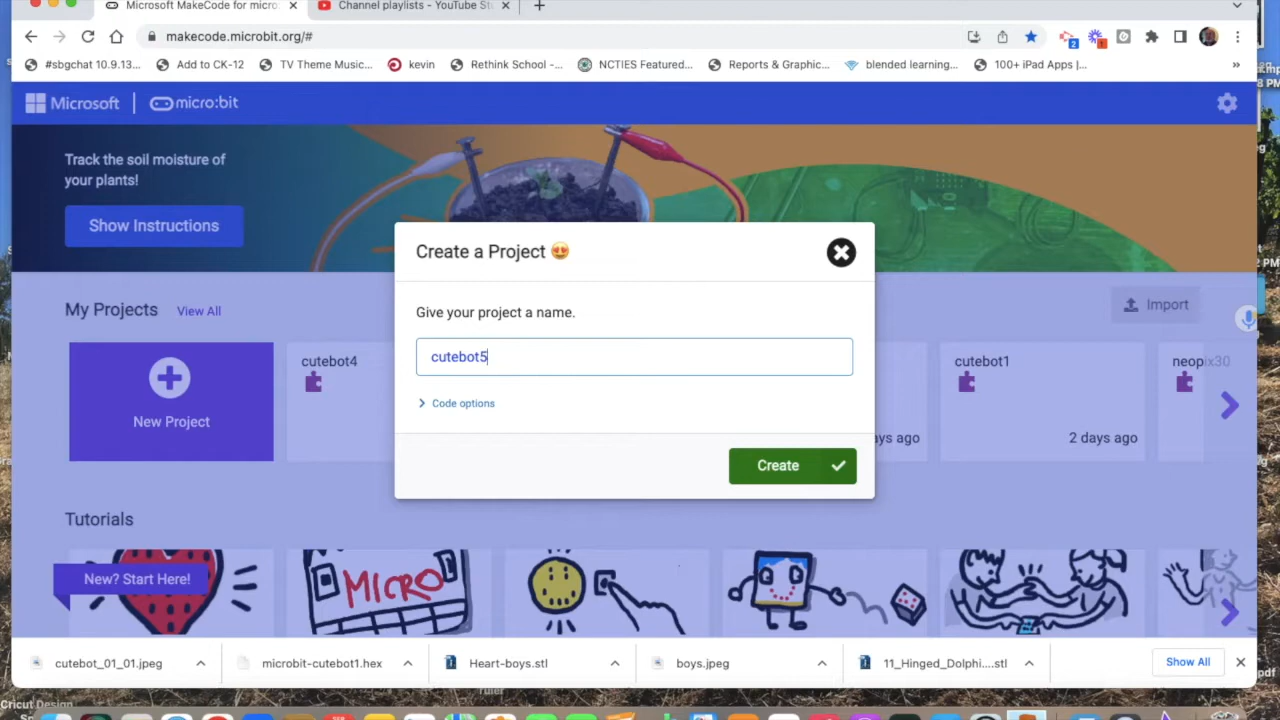 Microsoft MakeCode for micro:
Channel playlists - YouTube St
makecode.microbit.org/#
2
1
#sbgchat 10.9.13...
Add to CK-12
TV Theme Music...
kevin
Rethink School -...
NCTIES Featured...
Reports & Graphic...
blended learning...
100+ iPad Apps |...
»
Microsoft
micro:bit
Track the soil moisture of
your plants!
Show Instructions
Create a Project
Give your project a name.
cutebot5
Code options
Create
My Projects
View All
Import
New Project
cutebot4
ays ago
cutebot1
2 days ago
neopix30
Tutorials
New? Start Here!
MICRO
cutebot_01_01.jpeg
microbit-cutebot1.hex
Heart-boys.stl
boys.jpeg
11_Hinged_Dolphi....stl
Show All
Cricut Design
ruler